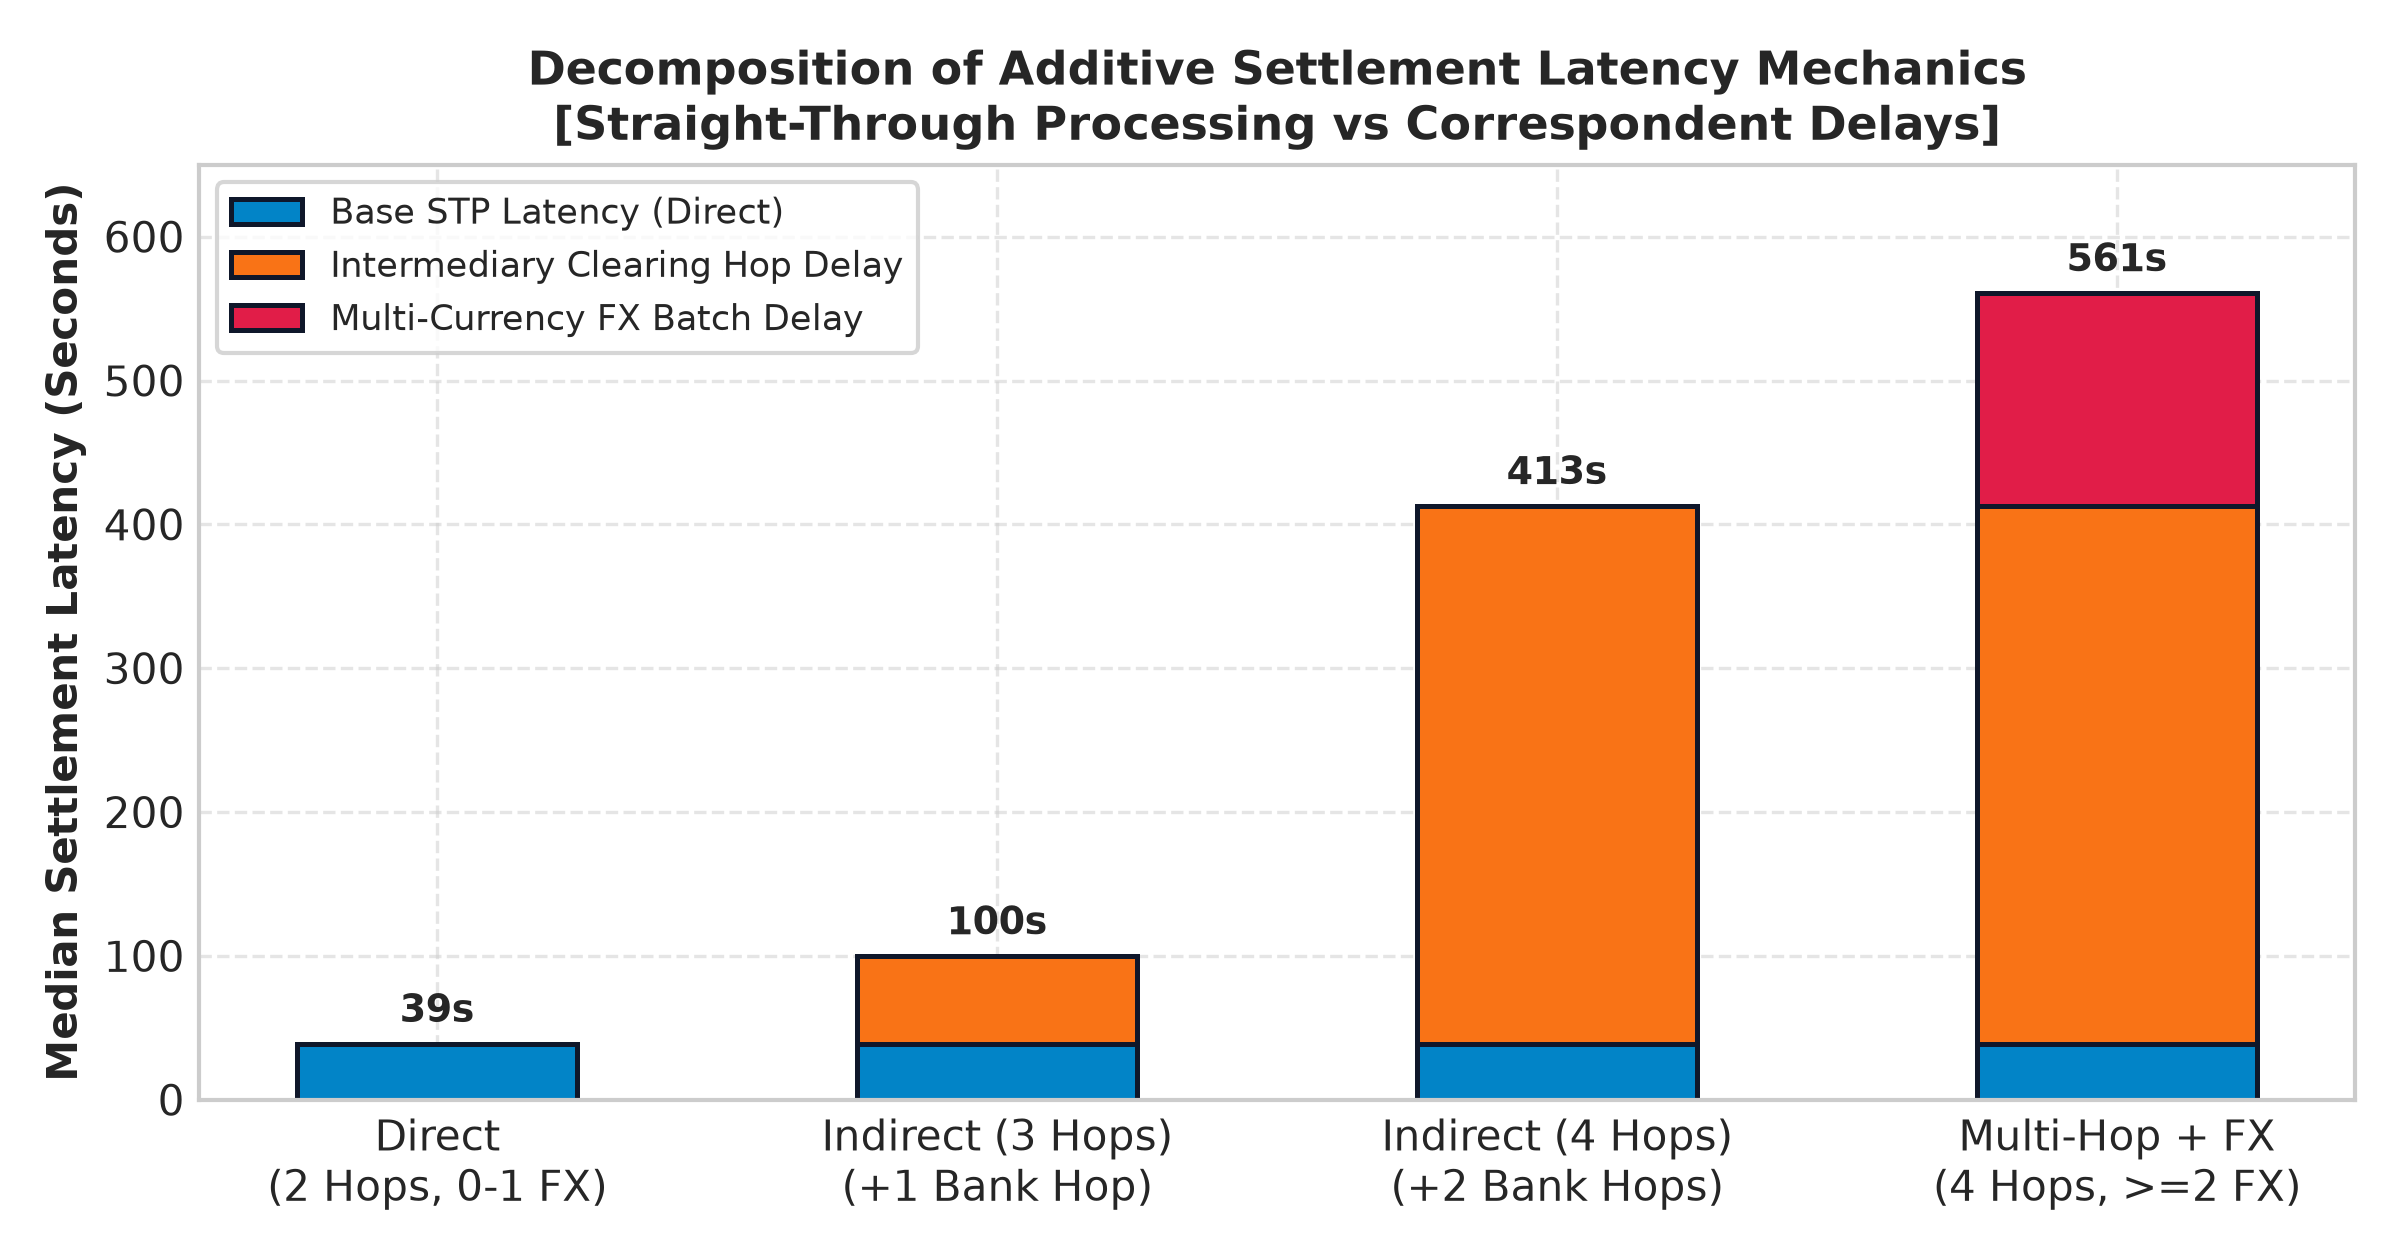 Decomposition of Additive Settlement Latency Mechanics
[Straight-Through Processing vs Correspondent Delays]
Median Settlement Latency (Seconds)
600
500
400
300
200
100
0
Base STP Latency (Direct)
Intermediary Clearing Hop Delay
Multi-Currency FX Batch Delay
39s
100s
413s
561s
Direct
(2 Hops, 0-1 FX)
Indirect (3 Hops)
(+1 Bank Hop)
Indirect (4 Hops)
(+2 Bank Hops)
Multi-Hop + FX
(4 Hops, >=2 FX)